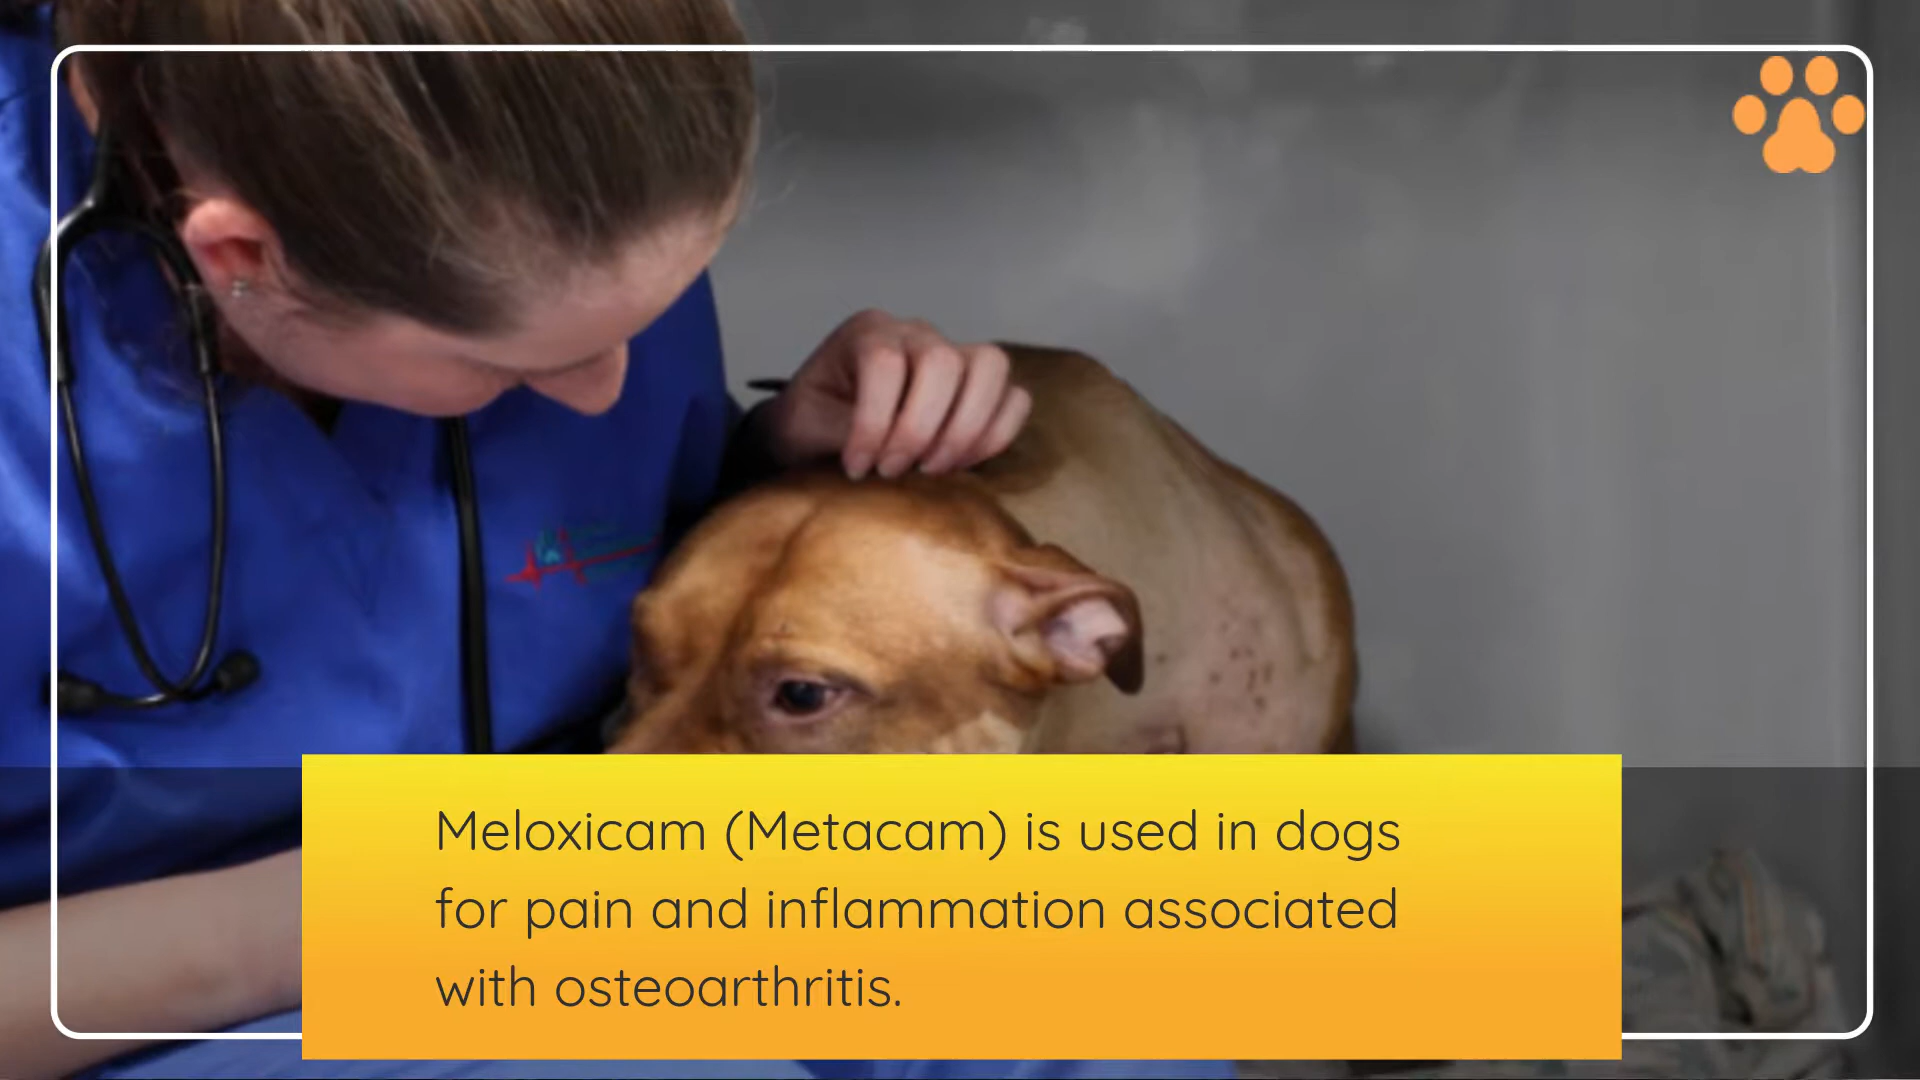 Meloxicam (Metacam) is used in dogs
for pain and inflammation associated
with osteoarthritis.